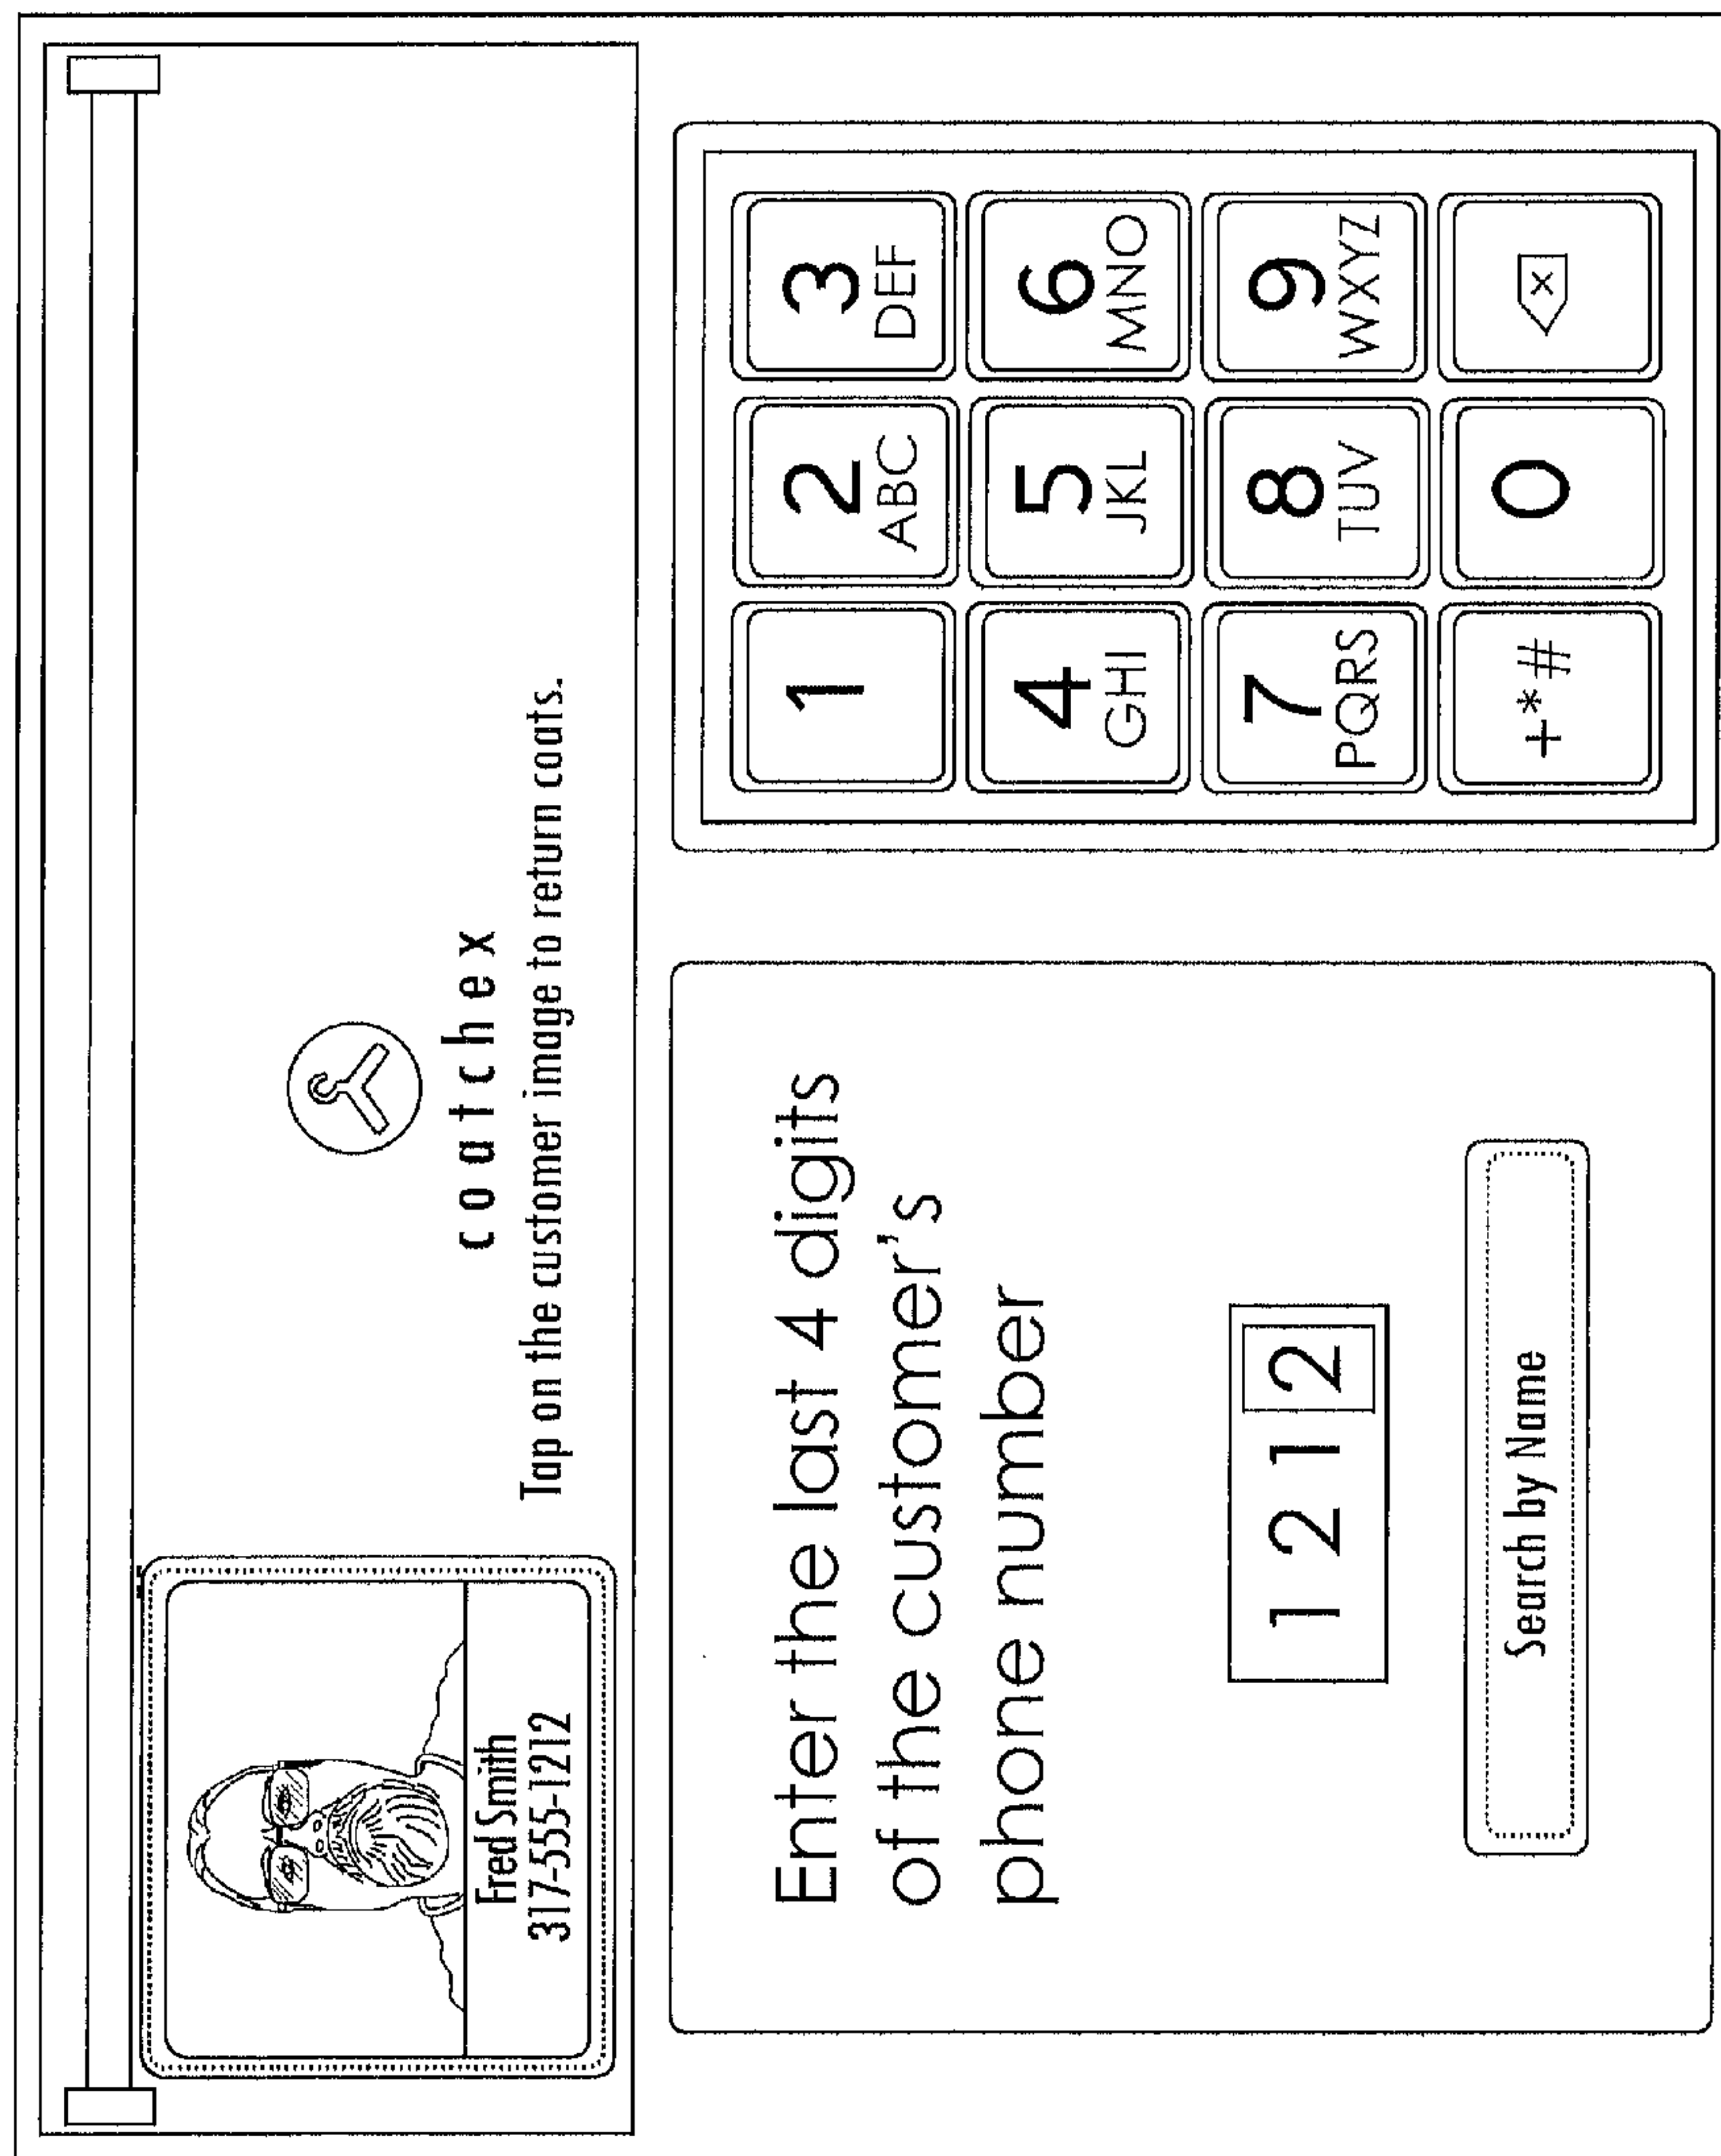 Fred Smith
317-555-1212
coatchex
Tap on the customer image to return coats.
Enter the last 4 digits
of the customer's
phone number
1 2 1 2
Search by Name
1
2
ABC
3
DEF
4
GHI
5
JKL
6
MNO
7
PQRS
8
TUV
9
WXYZ
+*#
0
x